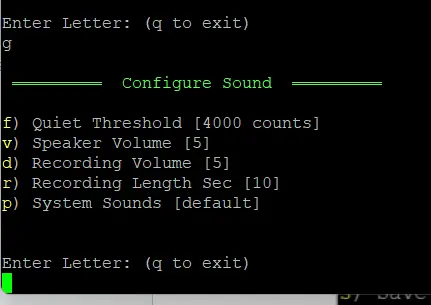 Enter Letter: (q to exit)
g
══════════ Configure Sound ══════════
f) Quiet Threshold [4000 counts]
v) Speaker Volume [5]
d) Recording Volume [5]
r) Recording Length Sec [10]
p) System Sounds [default]
Enter Letter: (q to exit)